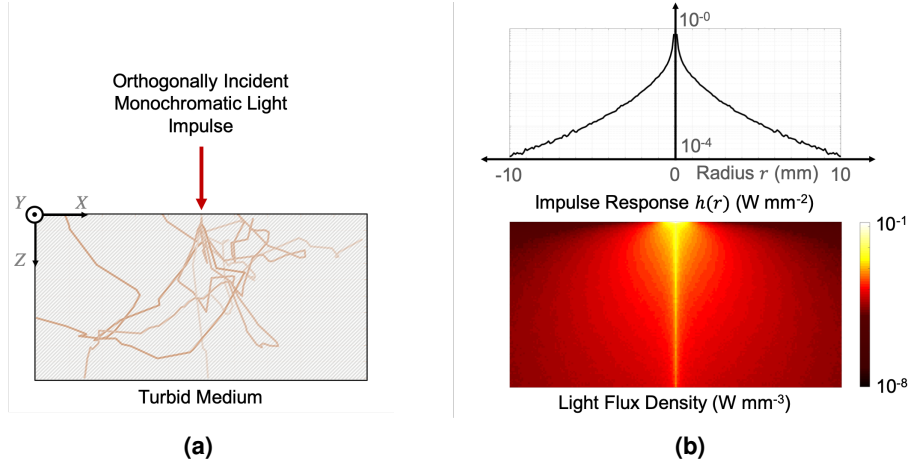 Orthogonally Incident
Monochromatic Light
Impulse
Y
X
Z
Turbid Medium
(a)
10-0
10-4
-10
0
Radius r (mm)
10
Impulse Response h(r) (W mm-2)
10-1
10-8
Light Flux Density (W mm-3)
(b)